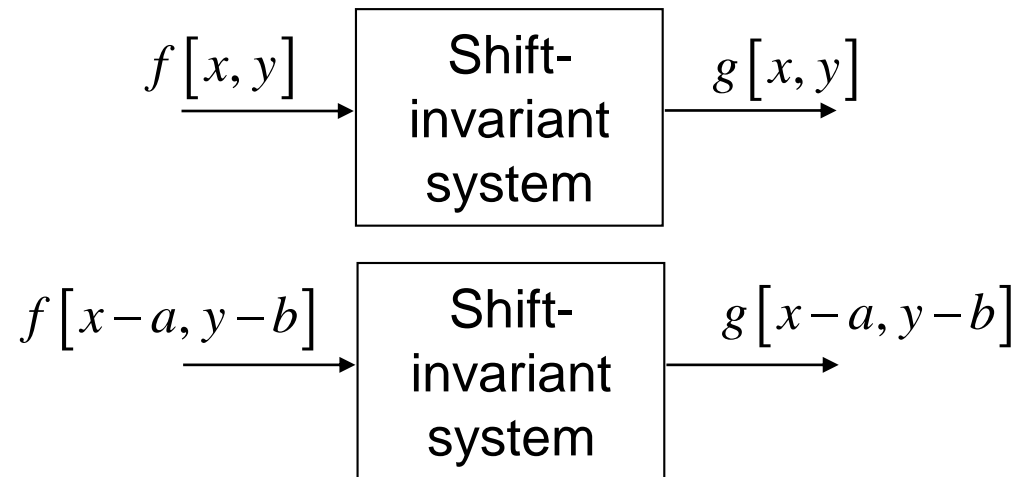 f[x, y]
Shift-
invariant
system
g[x, y]
f[x−a, y−b]
Shift-
invariant
system
g[x−a, y−b]